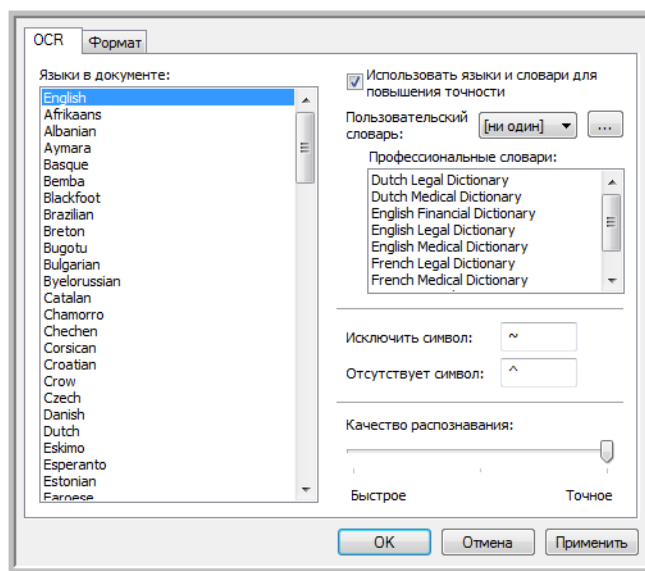 OCR
Формат
Языки в документе:
English
Afrikaans
Albanian
Aymara
Basque
Bemba
Blackfoot
Brazilian
Breton
Bugotu
Bulgarian
Byelorussian
Catalan
Chamorro
Chechen
Corsican
Croatian
Crow
Czech
Danish
Dutch
Eskimo
Esperanto
Estonian
Faroese
Использовать языки и словари для
повышения точности
Пользовательский
словарь:
[ни один]
...
Профессиональные словари:
Dutch Legal Dictionary
Dutch Medical Dictionary
English Financial Dictionary
English Legal Dictionary
English Medical Dictionary
French Legal Dictionary
French Medical Dictionary
Исключить символ:
~
Отсутствует символ:
^
Качество распознавания:
Быстрое
Точное
OK
Отмена
Применить